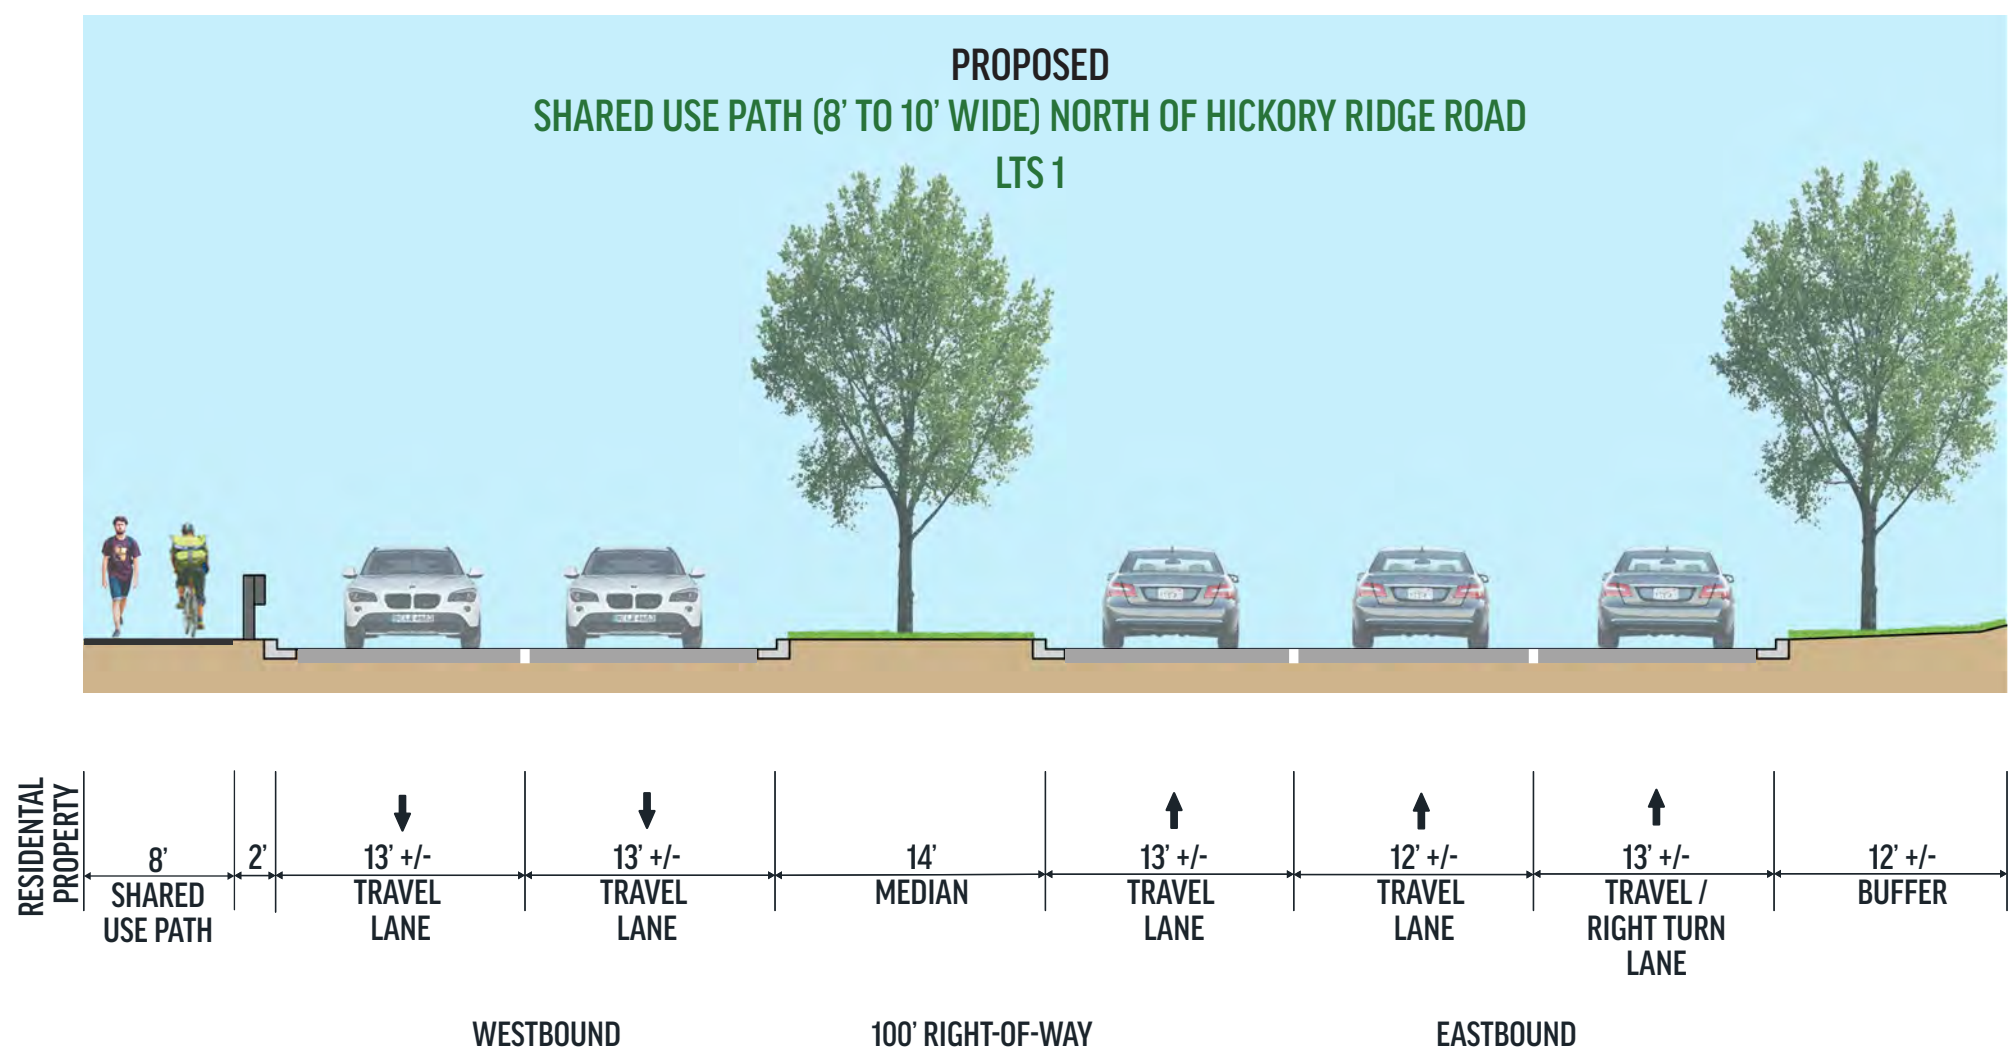 PROPOSED
SHARED USE PATH (8’ TO 10’ WIDE) NORTH OF HICKORY RIDGE ROAD
LTS 1
RESIDENTAL
PROPERTY
8’
SHARED
USE PATH
2’
13’ +/-
TRAVEL
LANE
13’ +/-
TRAVEL
LANE
14’
MEDIAN
13’ +/-
TRAVEL
LANE
12’ +/-
TRAVEL
LANE
13’ +/-
TRAVEL /
RIGHT TURN
LANE
12’ +/-
BUFFER
WESTBOUND
100’ RIGHT-OF-WAY
EASTBOUND